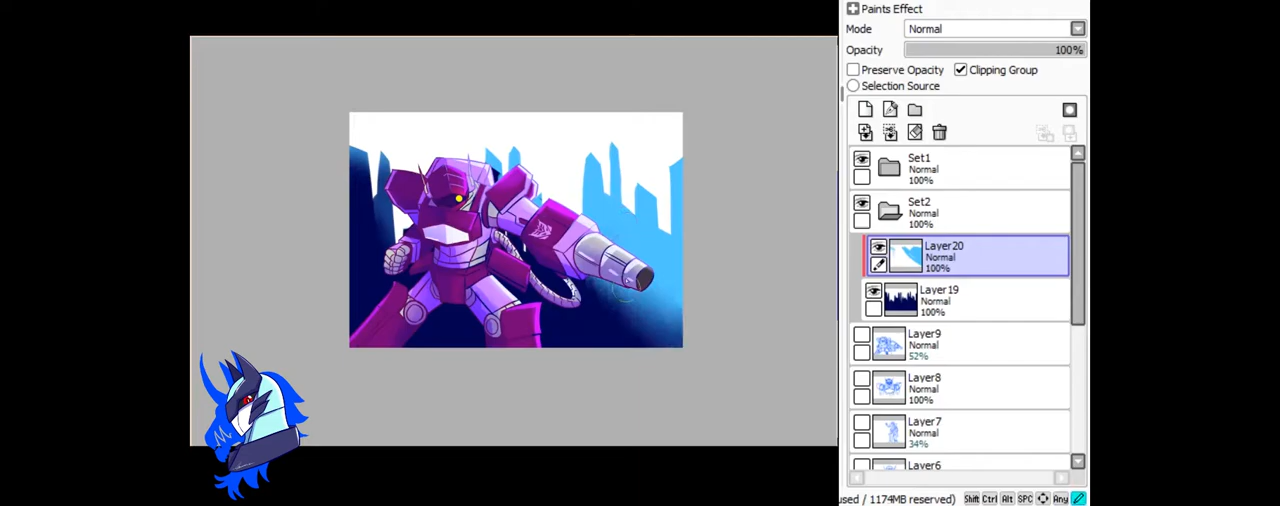 Paints Effect
Mode Normal
Opacity 100%
Preserve Opacity Clipping Group
Selection Source
Set1
Normal
100%
Set2
Normal
100%
Layer20
Normal
100%
Layer19
Normal
100%
Layer9
Normal
52%
Layer8
Normal
100%
Layer7
Normal
34%
Layer6
used / 1174MB reserved) Shift Ctrl Alt SPC Any